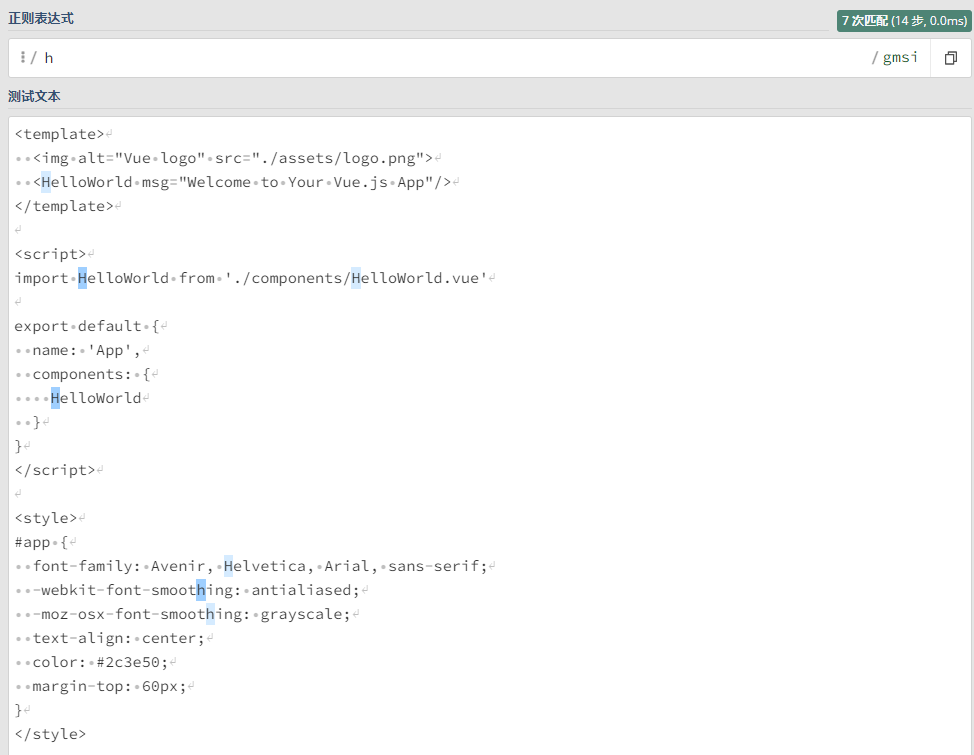 正则表达式
7 次匹配 (14 步, 0.0ms)
/ h / gmsi
测试文本
<template>
  <img alt="Vue logo" src="./assets/logo.png">
  <HelloWorld msg="Welcome to Your Vue.js App"/>
</template>

<script>
import HelloWorld from './components/HelloWorld.vue'

export default {
  name: 'App',
  components: {
    HelloWorld
  }
}
</script>

<style>
#app {
  font-family: Avenir, Helvetica, Arial, sans-serif;
  -webkit-font-smoothing: antialiased;
  -moz-osx-font-smoothing: grayscale;
  text-align: center;
  color: #2c3e50;
  margin-top: 60px;
}
</style>